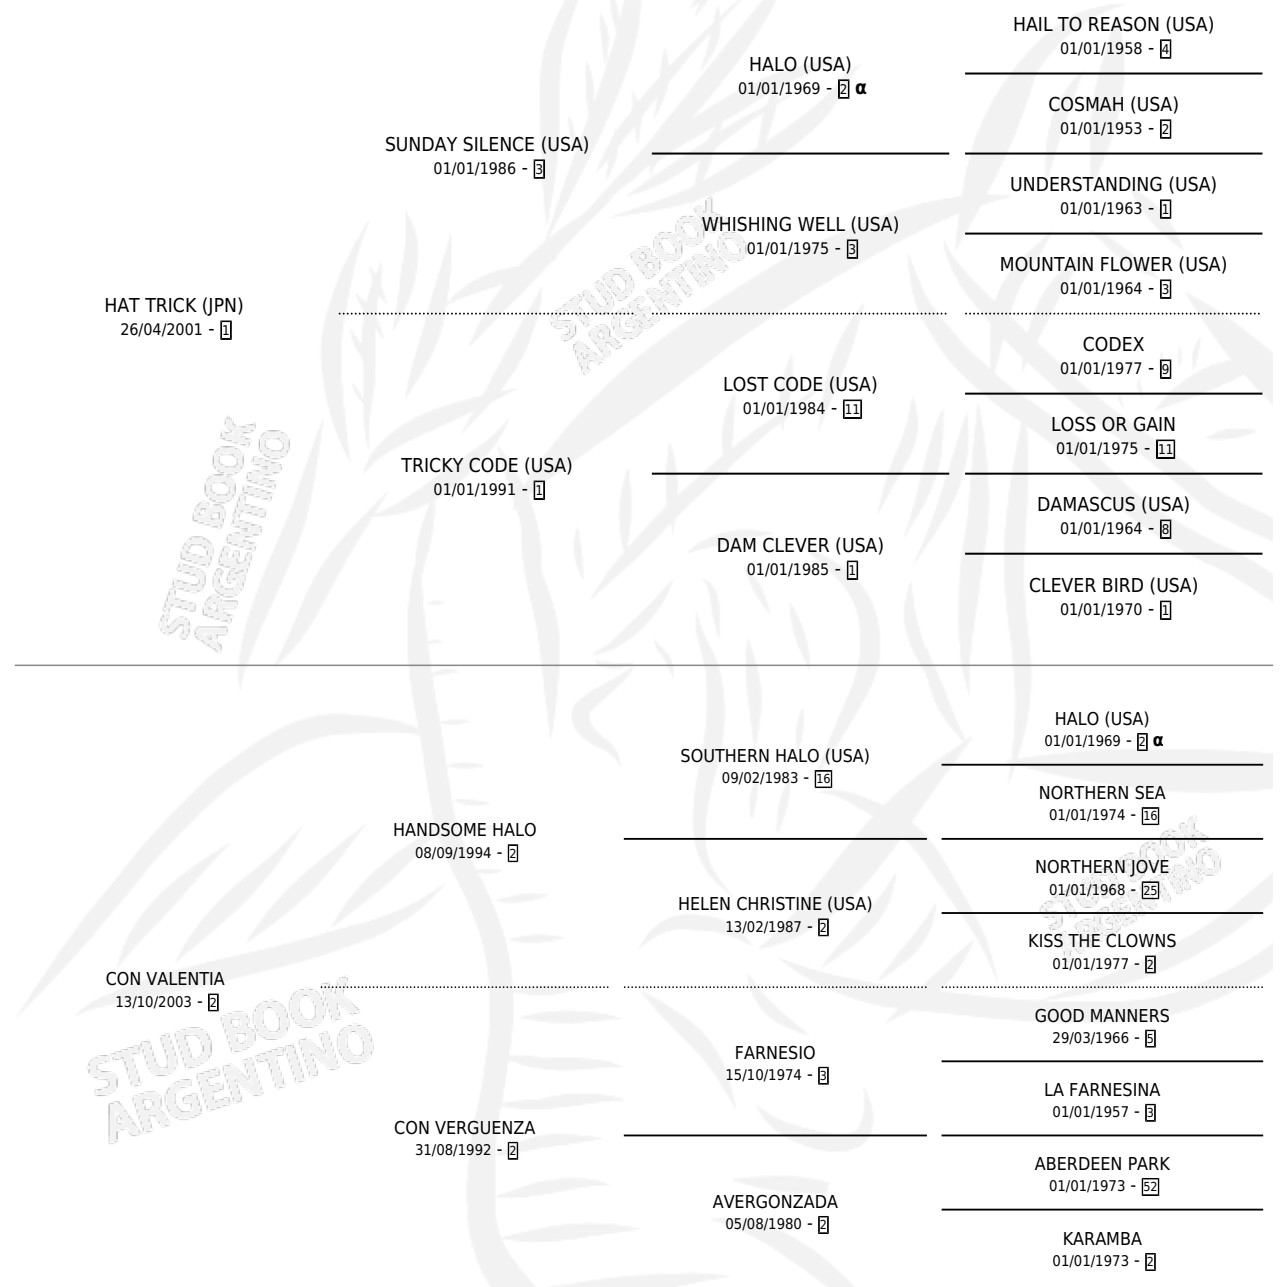 HAIL TO REASON (USA)
01/01/1958 - 4
HALO (USA)
01/01/1969 - 2 α
COSMAH (USA)
01/01/1953 - 2
SUNDAY SILENCE (USA)
01/01/1986 - 3
UNDERSTANDING (USA)
01/01/1963 - 1
WHISHING WELL (USA)
01/01/1975 - 3
MOUNTAIN FLOWER (USA)
01/01/1964 - 3
STUD BOOK
ARGENTINO
HAT TRICK (JPN)
26/04/2001 - 1
CODEX
01/01/1977 - 9
LOST CODE (USA)
01/01/1984 - 11
LOSS OR GAIN
01/01/1975 - 11
TRICKY CODE (USA)
01/01/1991 - 1
DAMASCUS (USA)
01/01/1964 - 8
DAM CLEVER (USA)
01/01/1985 - 1
CLEVER BIRD (USA)
01/01/1970 - 1
STUD BOOK
ARGENTINO
HALO (USA)
01/01/1969 - 2 α
SOUTHERN HALO (USA)
09/02/1983 - 16
NORTHERN SEA
01/01/1974 - 16
HANDSOME HALO
08/09/1994 - 2
NORTHERN JOVE
01/01/1968 - 25
HELEN CHRISTINE (USA)
13/02/1987 - 2
KISS THE CLOWNS
01/01/1977 - 2
STUD BOOK
ARGENTINO
CON VALENTIA
13/10/2003 - 2
GOOD MANNERS
29/03/1966 - 5
FARNESIO
15/10/1974 - 3
LA FARNESINA
01/01/1957 - 3
CON VERGUENZA
31/08/1992 - 2
ABERDEEN PARK
01/01/1973 - 52
AVERGONZADA
05/08/1980 - 2
KARAMBA
01/01/1973 - 2
STUD BOOK
ARGENTINO